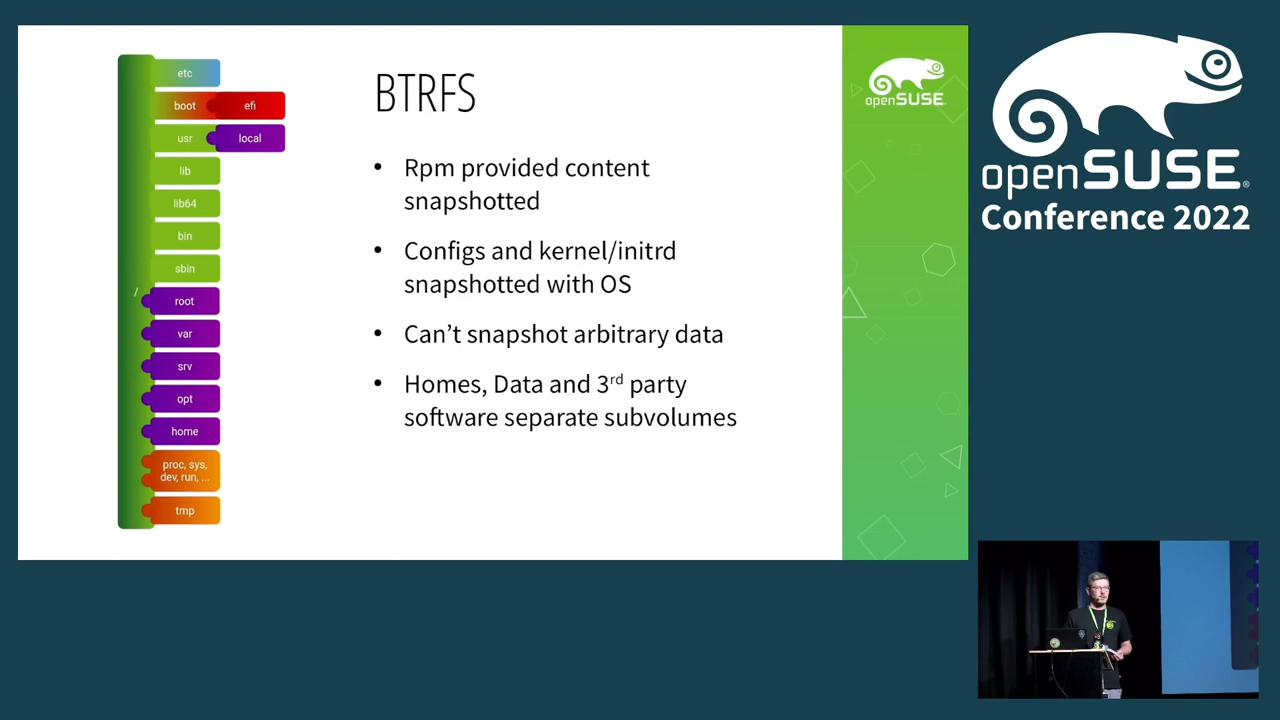 etc
boot efi
usr local
lib
lib64
bin
sbin
/
root
var
srv
opt
home
proc, sys,
dev, run, ...
tmp
BTRFS
• Rpm provided content
snapshotted
• Configs and kernel/initrd
snapshotted with OS
• Can't snapshot arbitrary data
• Homes, Data and 3rd party
software separate subvolumes
openSUSE
openSUSE®
Conference 2022